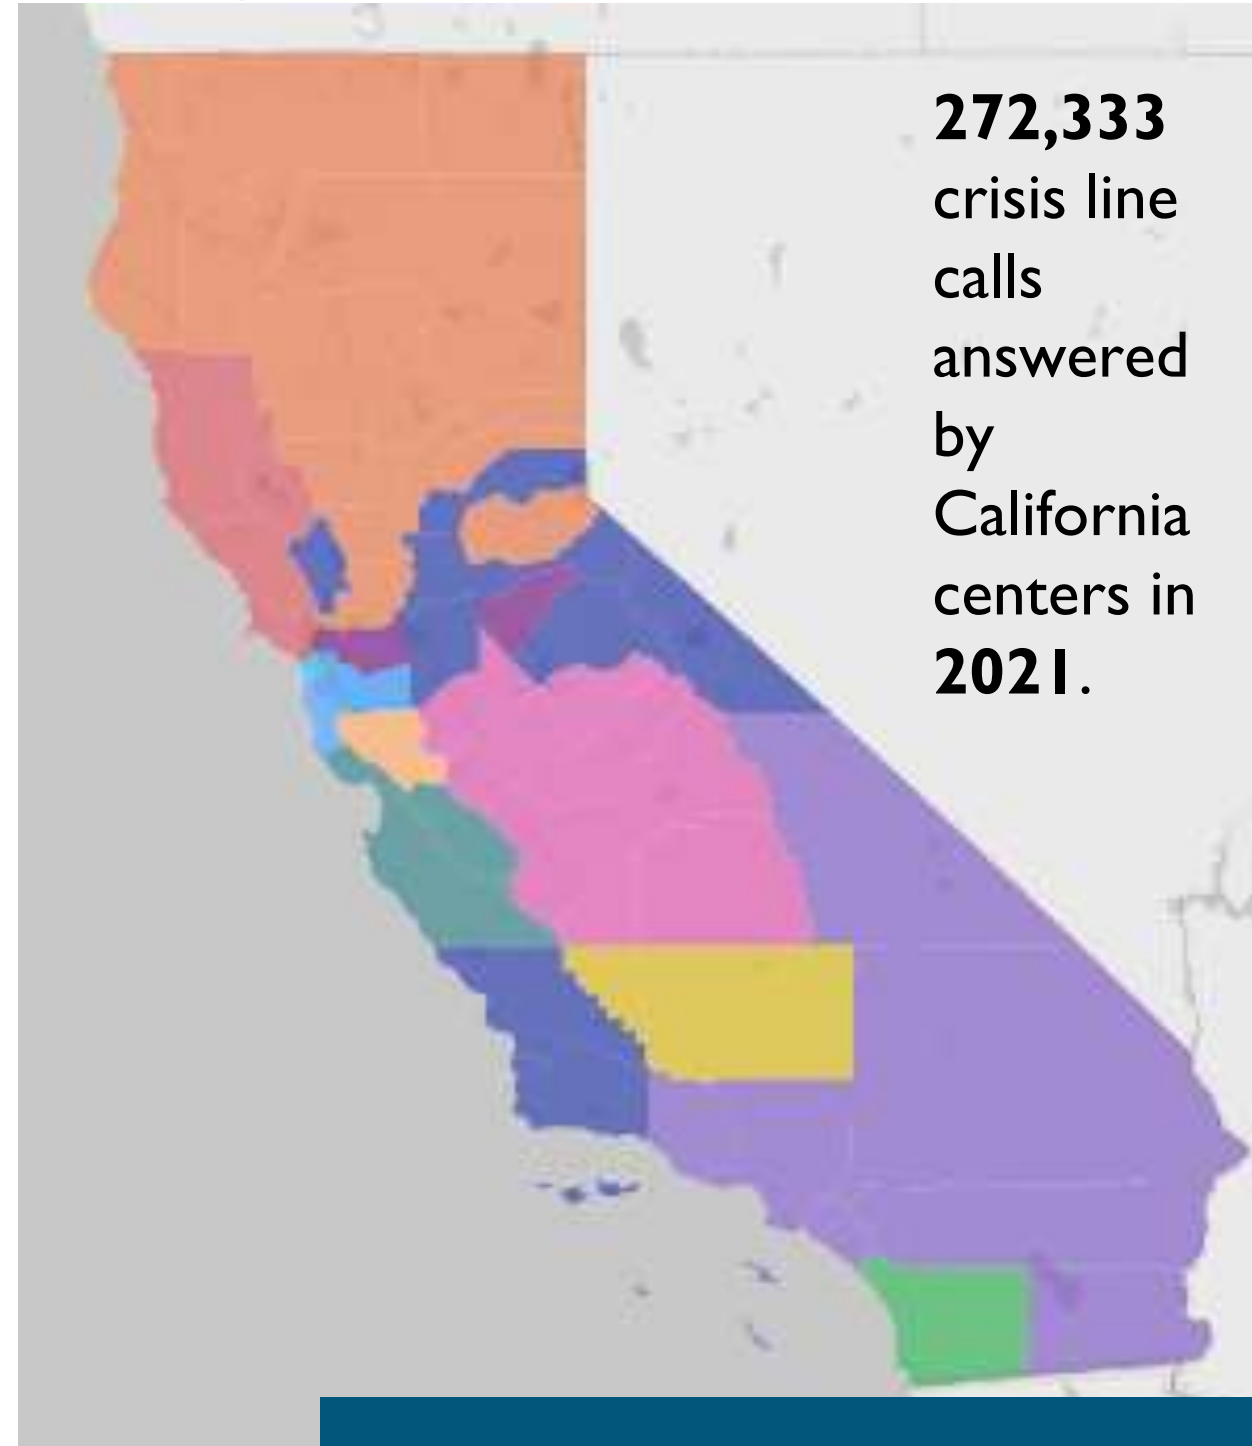 272,333
crisis line
calls
answered
by
California
centers in
2021.